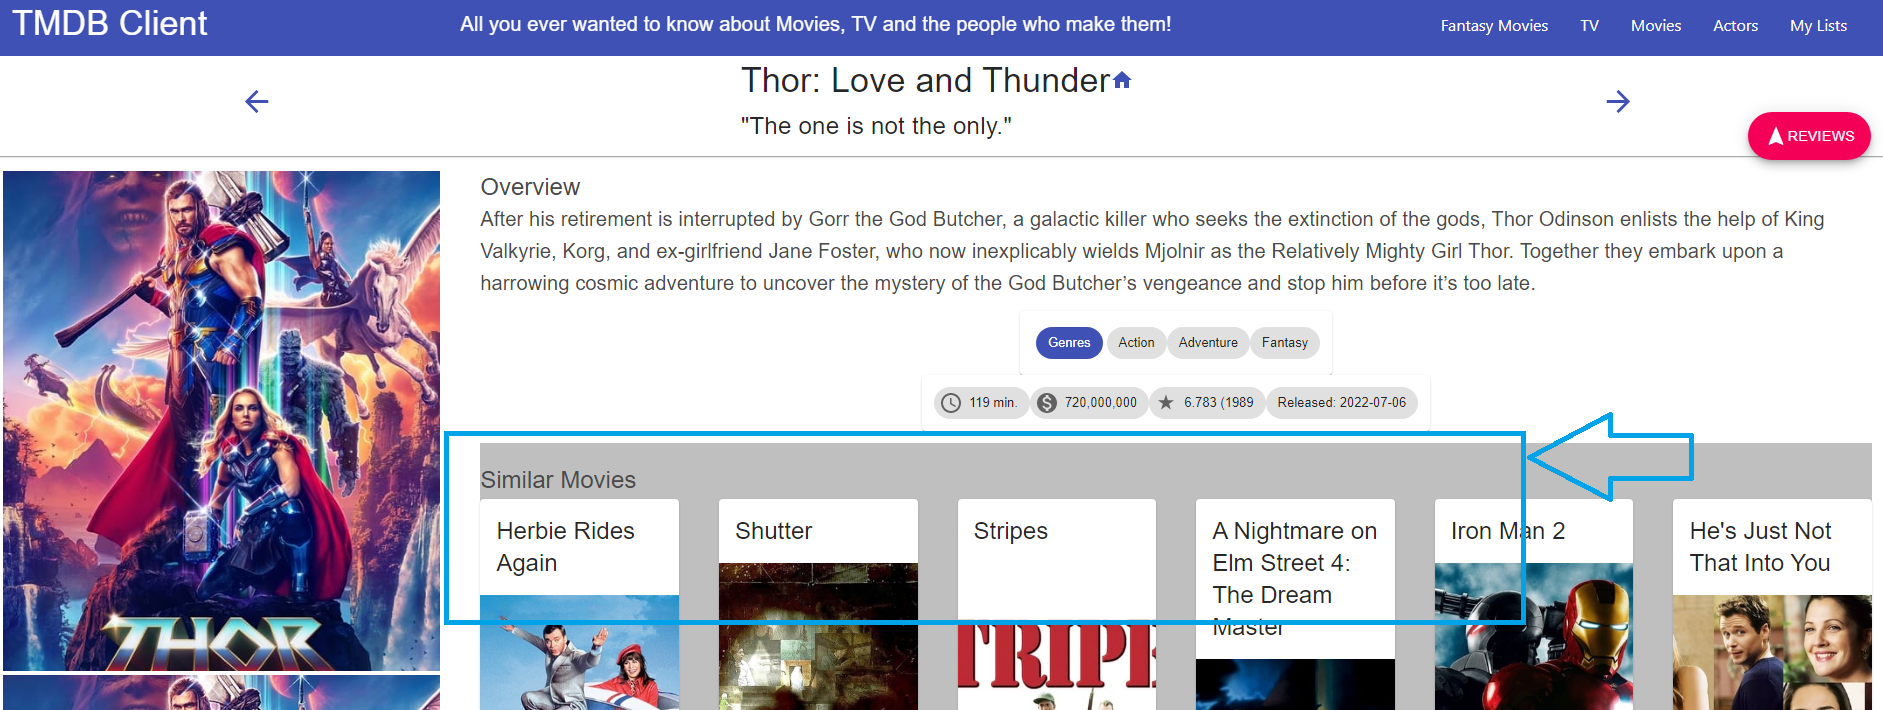 TMDB Client
All you ever wanted to know about Movies, TV and the people who make them!
Fantasy Movies
TV
Movies
Actors
My Lists
Thor: Love and Thunder
"The one is not the only."
REVIEWS
Overview
After his retirement is interrupted by Gorr the God Butcher, a galactic killer who seeks the extinction of the gods, Thor Odinson enlists the help of King
Valkyrie, Korg, and ex-girlfriend Jane Foster, who now inexplicably wields Mjolnir as the Relatively Mighty Girl Thor. Together they embark upon a
harrowing cosmic adventure to uncover the mystery of the God Butcher’s vengeance and stop him before it’s too late.
Genres
Action
Adventure
Fantasy
119 min.
720,000,000
6.783 (1989
Released: 2022-07-06
THOR
Similar Movies
Herbie Rides
Again
Shutter
Stripes
A Nightmare on
Elm Street 4:
The Dream
Master
Iron Man 2
He's Just Not
That Into You
TRIPE